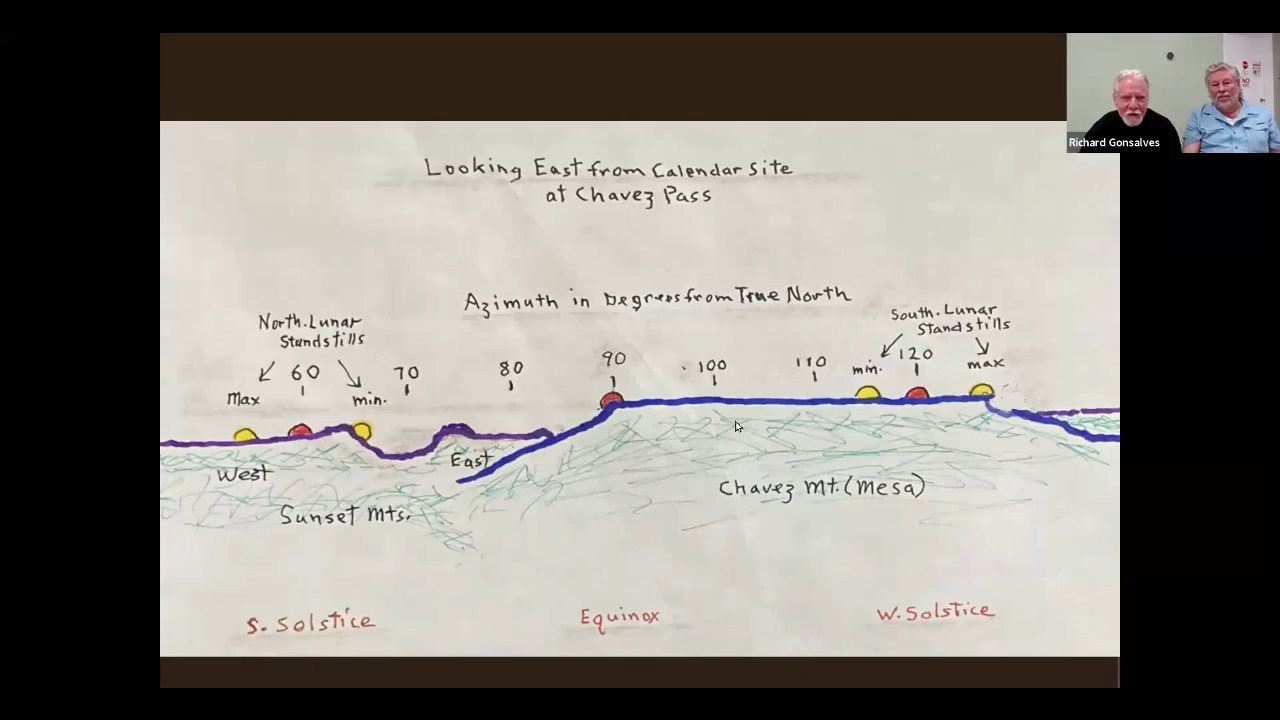 Looking East from Calendar Site
at Chavez Pass
Azimuth in Degrees from True North
North. Lunar
Standstills
South. Lunar
Standstills
Max 60 min. 70 80 90 100 110 min. 120 max
West
East
Sunset Mts.
Chavez Mt. (Mesa)
S. Solstice
Equinox
W. Solstice
Richard Gonsalves